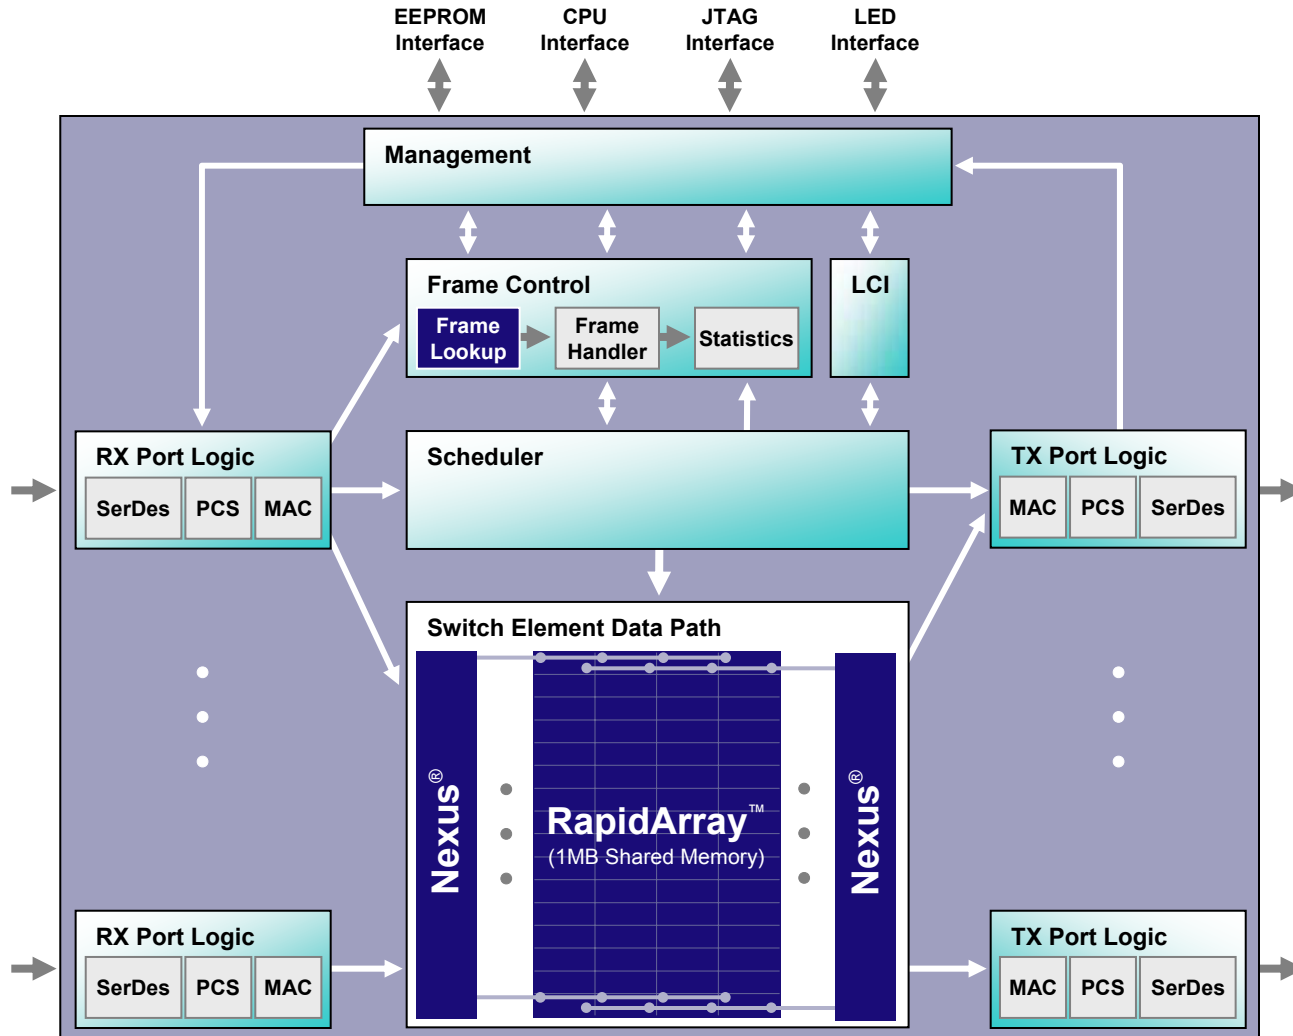 EEPROM
Interface
CPU
Interface
JTAG
Interface
LED
Interface
Management
Frame Control
LCI
Frame
Lookup
Frame
Handler
Statistics
RX Port Logic
SerDes PCS MAC
Scheduler
TX Port Logic
MAC PCS SerDes
Switch Element Data Path
Nexus®
RapidArray™
(1MB Shared Memory)
Nexus®
RX Port Logic
SerDes PCS MAC
TX Port Logic
MAC PCS SerDes